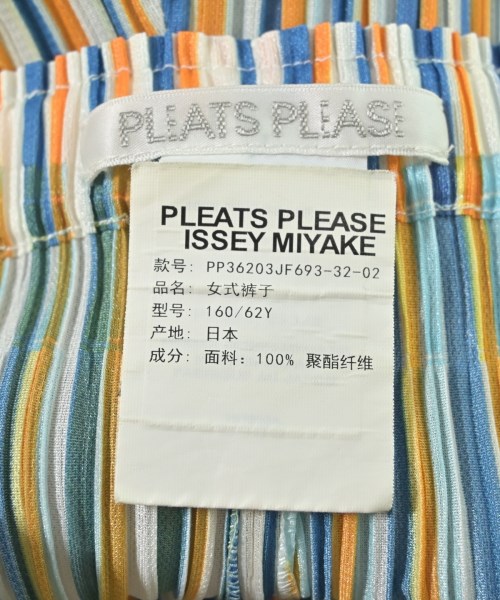 PLEATS PLEASE
PLEATS PLEASE
ISSEY MIYAKE
款号: PP36203JF693-32-02
品名: 女式裤子
型号: 160/62Y
产地: 日本
成分: 面料: 100% 聚酯纤维